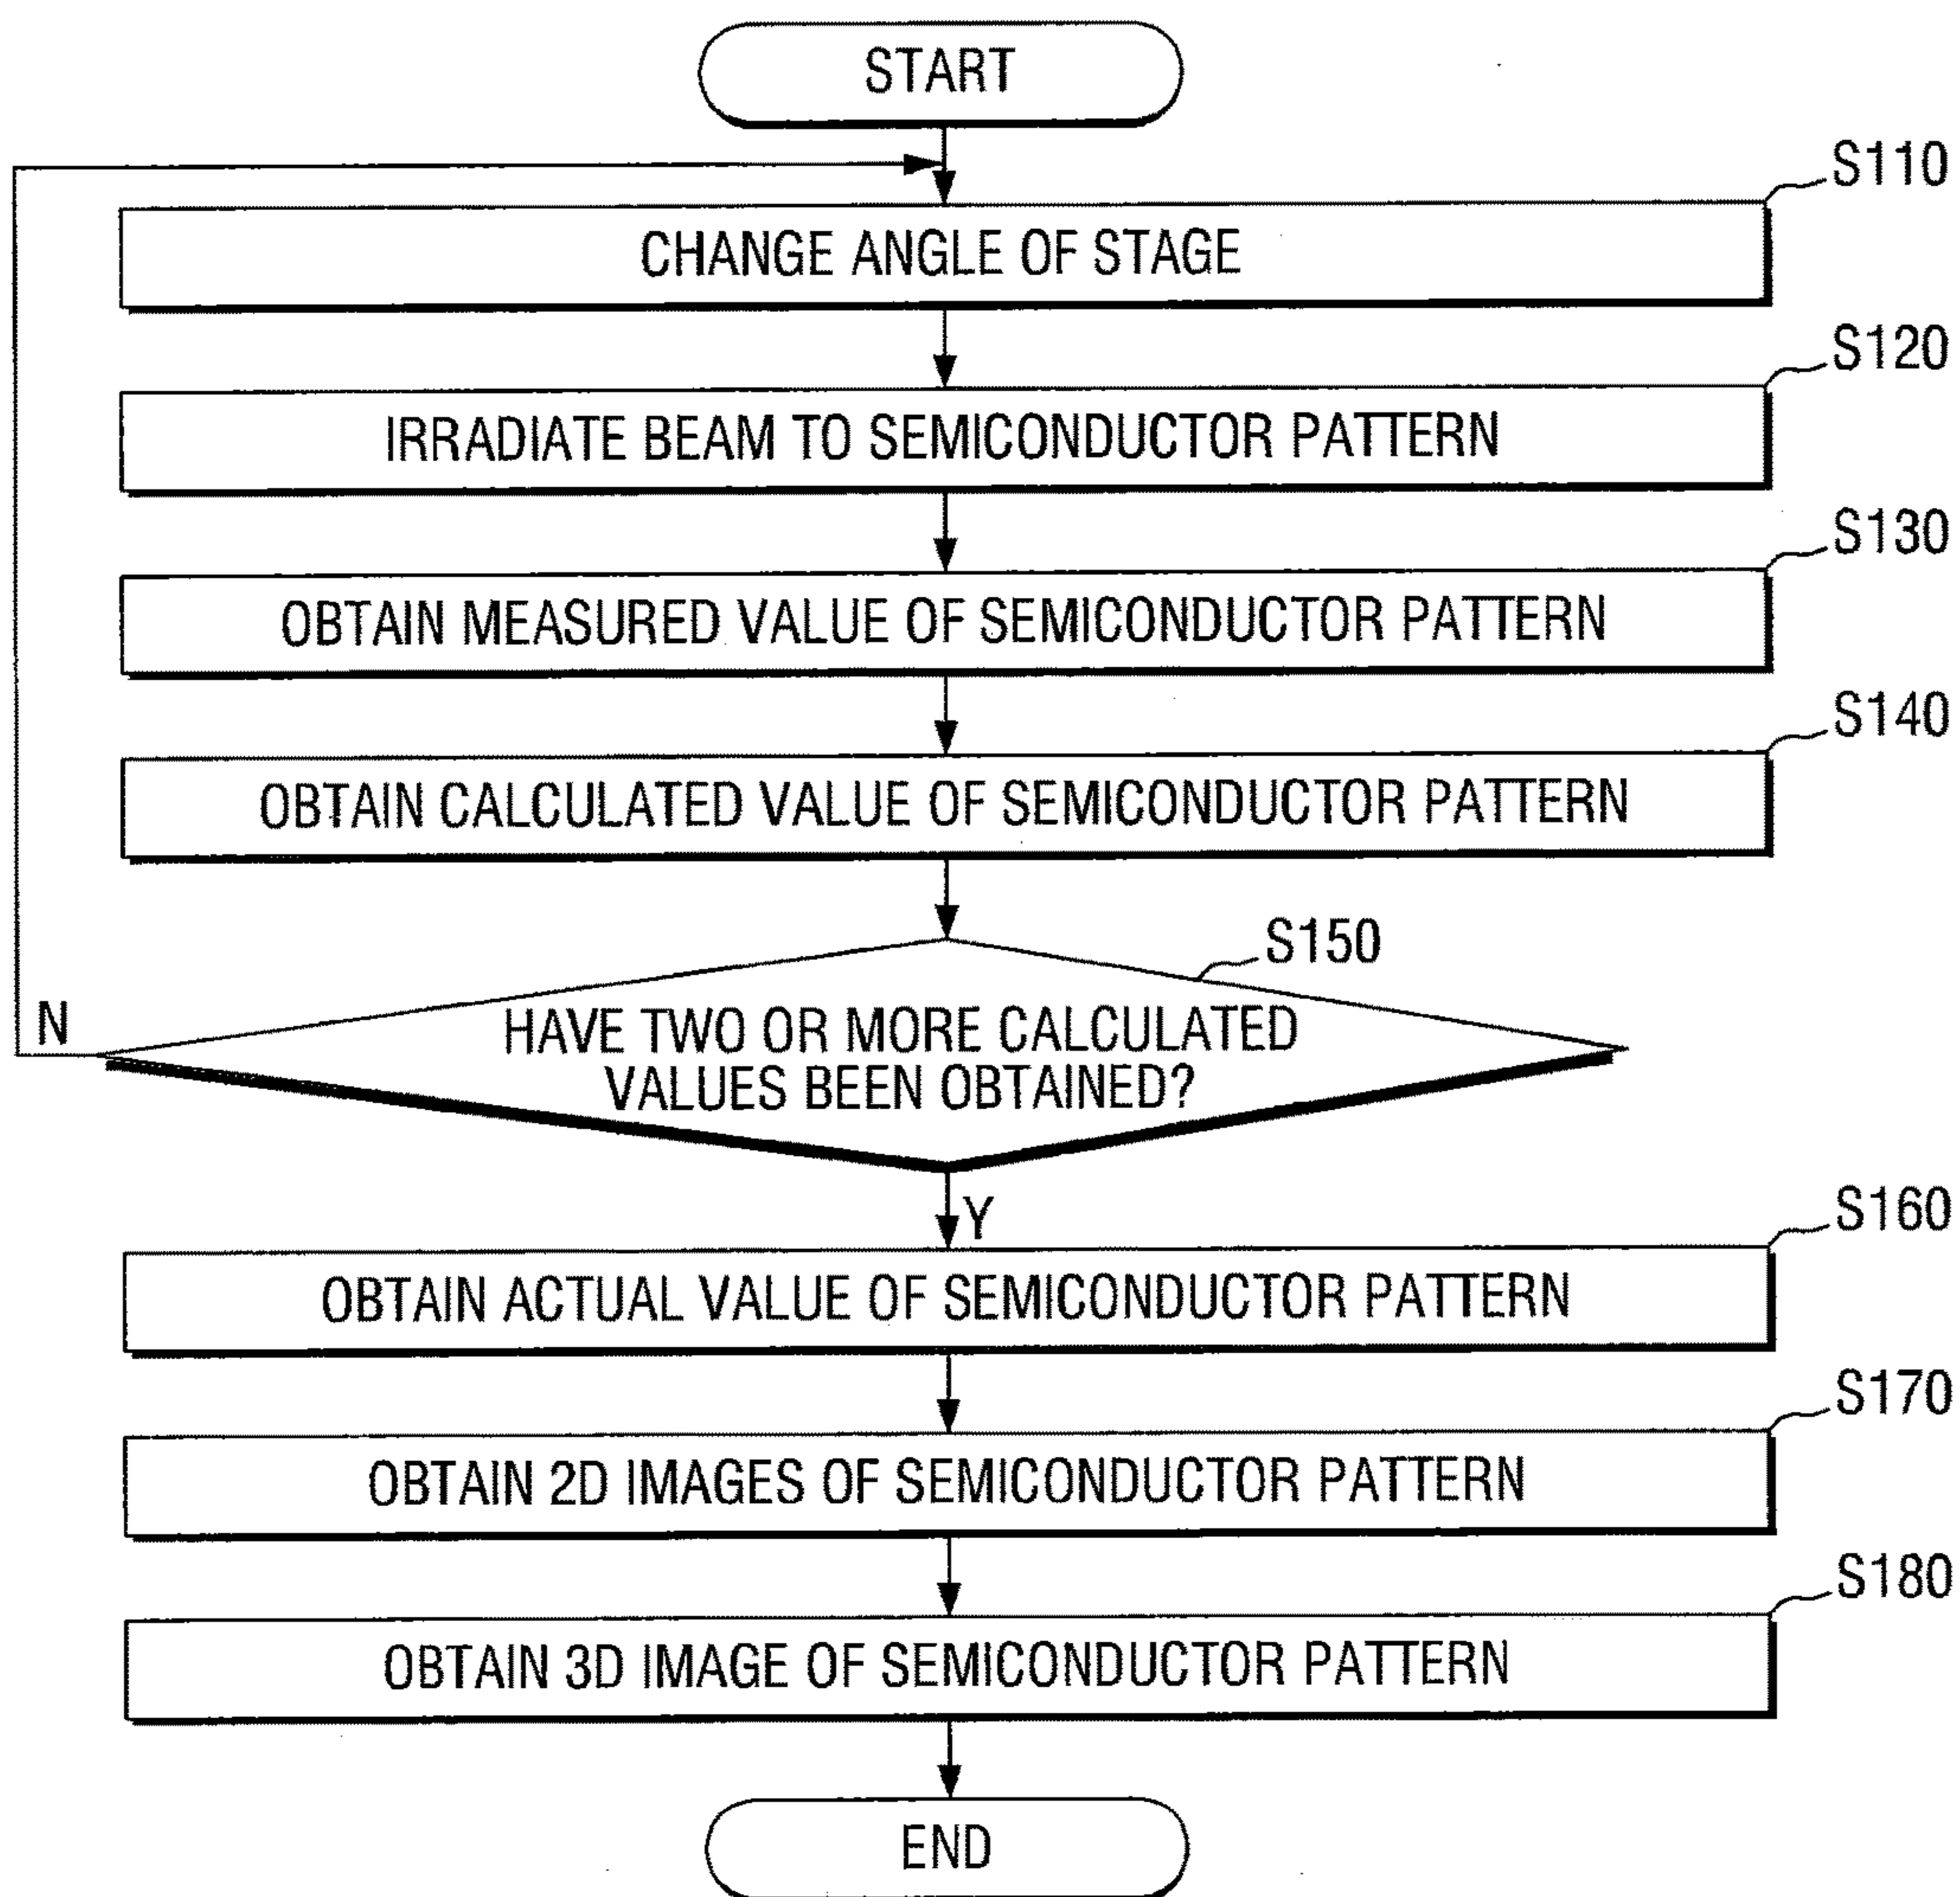 START
S110
CHANGE ANGLE OF STAGE
S120
IRRADIATE BEAM TO SEMICONDUCTOR PATTERN
S130
OBTAIN MEASURED VALUE OF SEMICONDUCTOR PATTERN
S140
OBTAIN CALCULATED VALUE OF SEMICONDUCTOR PATTERN
S150
N
HAVE TWO OR MORE CALCULATED
VALUES BEEN OBTAINED?
Y
S160
OBTAIN ACTUAL VALUE OF SEMICONDUCTOR PATTERN
S170
OBTAIN 2D IMAGES OF SEMICONDUCTOR PATTERN
S180
OBTAIN 3D IMAGE OF SEMICONDUCTOR PATTERN
END